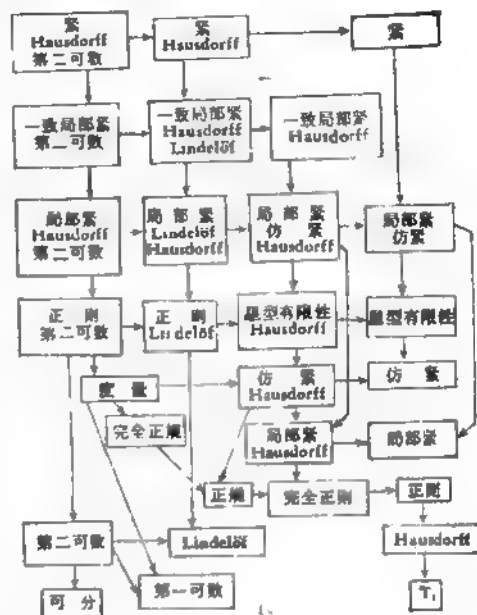 紧
Hausdorff
第二可数
紧
Hausdorff
紧
一致局部紧
第二可数
一致局部紧
Hausdorff
Lindelöf
一致局部紧
Hausdorff
局部紧
Hausdorff
第二可数
局部紧
Lindelöf
Hausdorff
局部紧
仿紧
Hausdorff
局部紧
仿紧
正则
第二可数
正则
Lindelöf
星型有限性
Hausdorff
星型有限性
度量
仿紧
Hausdorff
仿紧
完全正规
局部紧
Hausdorff
局部紧
正规
完全正则
正则
第二可数
Lindelöf
Hausdorff
可分
第一可数
T₁